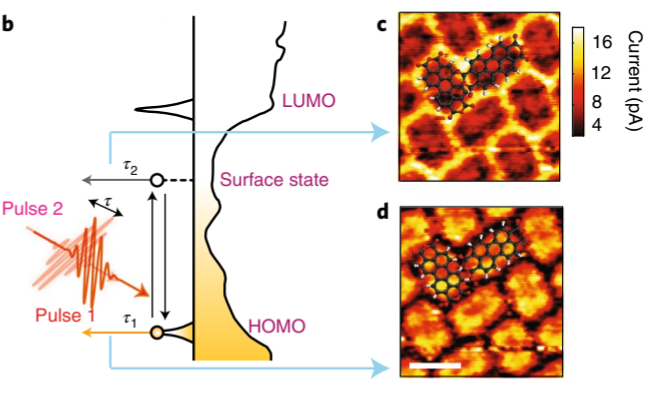 b
LUMO
τ₂
Surface state
Pulse 2
τ
Pulse 1
τ₁
HOMO
c
16
12
8
4
Current (pA)
d